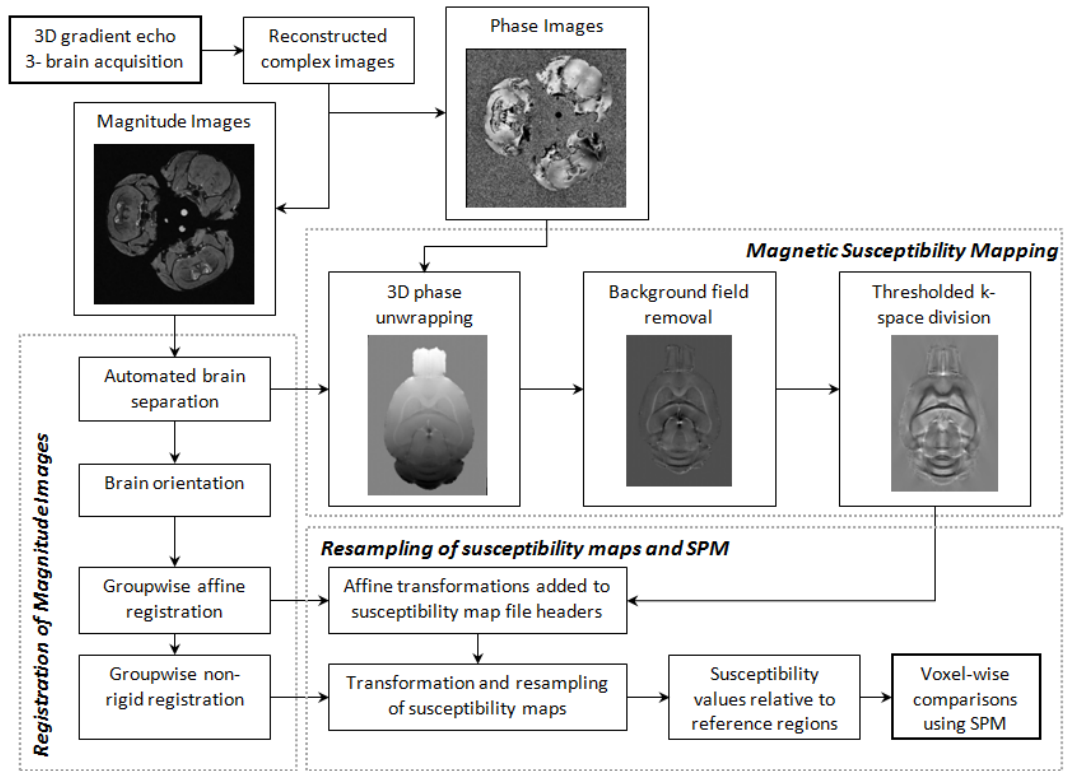 3D gradient echo
3- brain acquisition
Reconstructed
complex images
Phase Images
Magnitude Images
Magnetic Susceptibility Mapping
3D phase
unwrapping
Background field
removal
Thresholded k-
space division
Registration of Magnitude Images
Automated brain
separation
Brain orientation
Groupwise affine
registration
Groupwise non-
rigid registration
Resampling of susceptibility maps and SPM
Affine transformations added to
susceptibility map file headers
Transformation and resampling
of susceptibility maps
Susceptibility
values relative to
reference regions
Voxel-wise
comparisons
using SPM